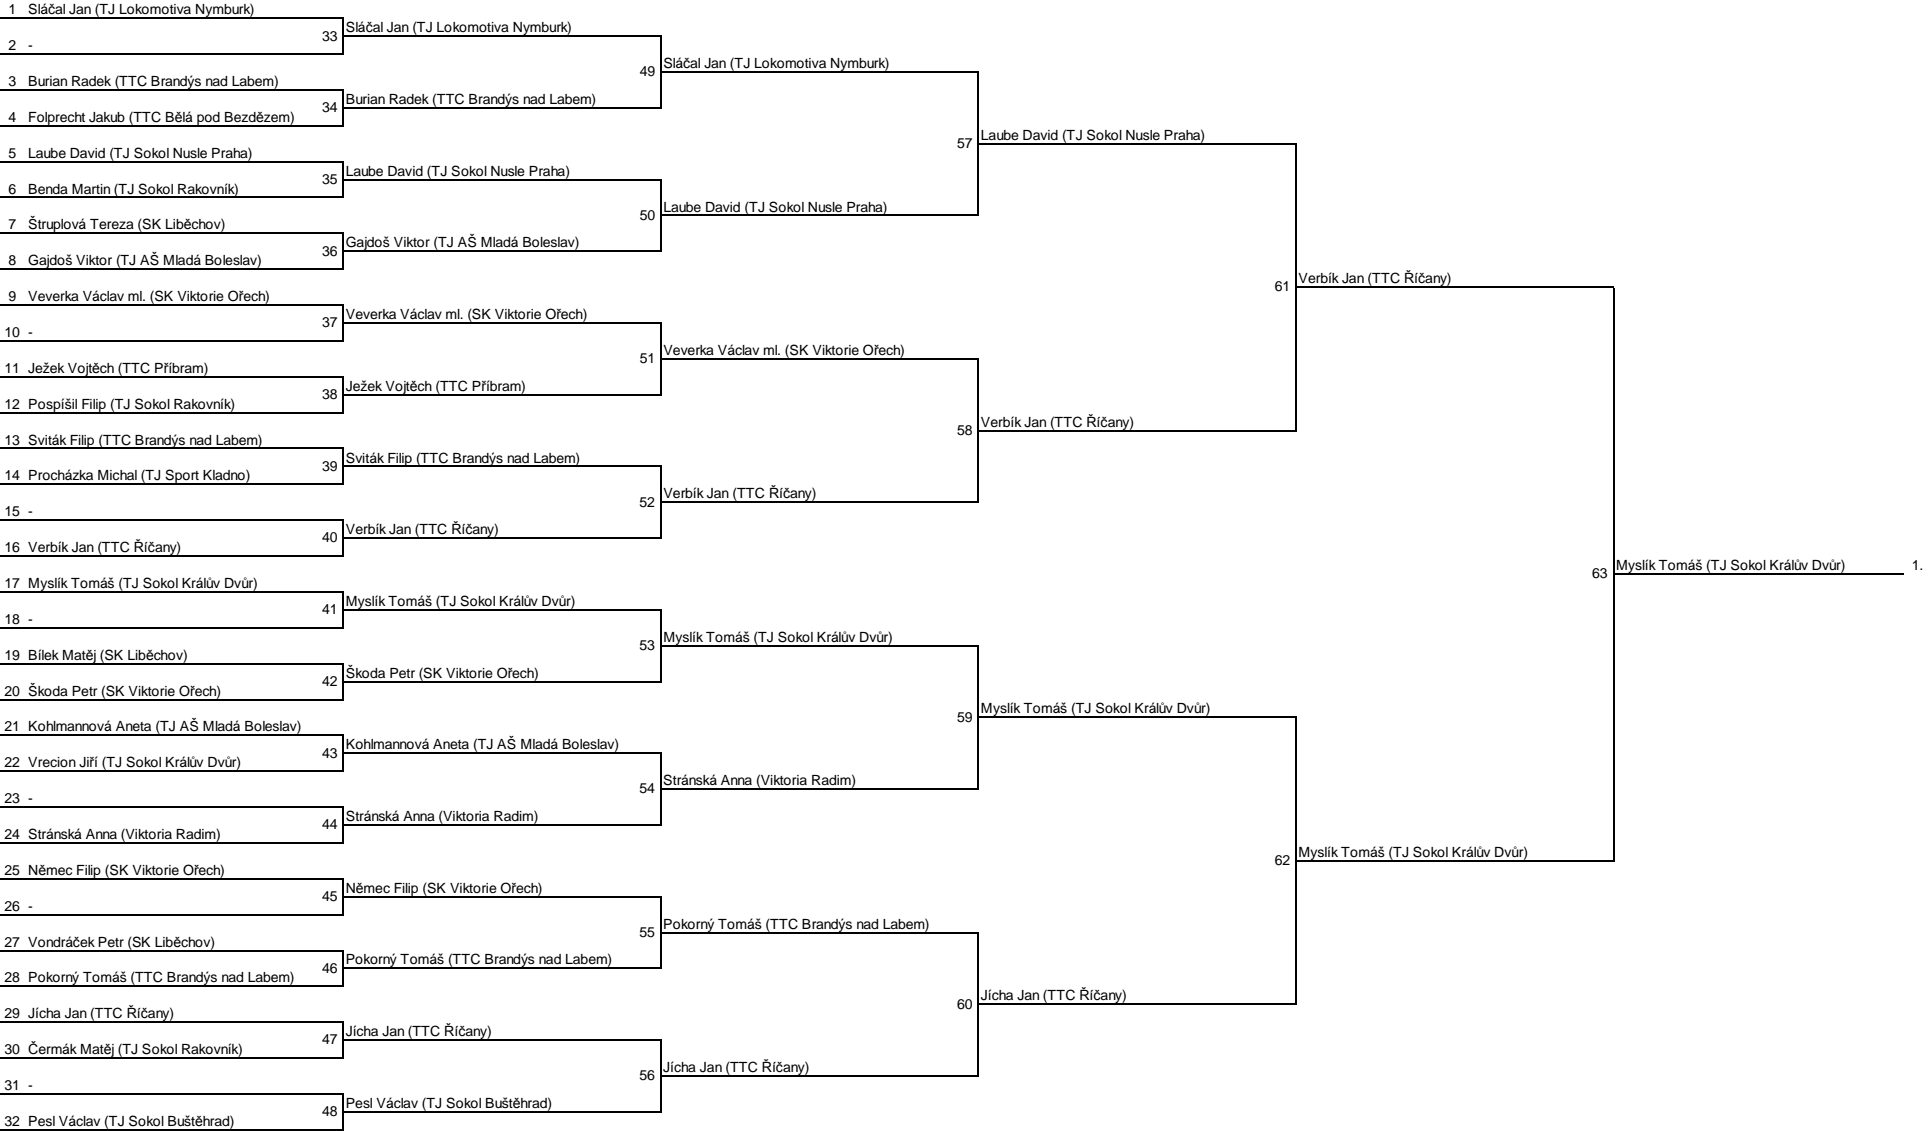 1 Sláčal Jan (TJ Lokomotiva Nymburk)
2 -
3 Burian Radek (TTC Brandýs nad Labem)
4 Folprecht Jakub (TTC Bělá pod Bezdězem)
5 Laube David (TJ Sokol Nusle Praha)
6 Benda Martin (TJ Sokol Rakovník)
7 Štruplová Tereza (SK Liběchov)
8 Gajdoš Viktor (TJ AŠ Mladá Boleslav)
9 Veverka Václav ml. (SK Viktorie Ořech)
10 -
11 Ježek Vojtěch (TTC Příbram)
12 Pospíšil Filip (TJ Sokol Rakovník)
13 Sviták Filip (TTC Brandýs nad Labem)
14 Procházka Michal (TJ Sport Kladno)
15 -
16 Verbík Jan (TTC Říčany)
17 Myslík Tomáš (TJ Sokol Králův Dvůr)
18 -
19 Bílek Matěj (SK Liběchov)
20 Škoda Petr (SK Viktorie Ořech)
21 Kohlmannová Aneta (TJ AŠ Mladá Boleslav)
22 Vrecion Jiří (TJ Sokol Králův Dvůr)
23 -
24 Stránská Anna (Viktoria Radim)
25 Němec Filip (SK Viktorie Ořech)
26 -
27 Vondráček Petr (SK Liběchov)
28 Pokorný Tomáš (TTC Brandýs nad Labem)
29 Jícha Jan (TTC Říčany)
30 Čermák Matěj (TJ Sokol Rakovník)
31 -
32 Pesl Václav (TJ Sokol Buštěhrad)
33 Sláčal Jan (TJ Lokomotiva Nymburk)
34 Burian Radek (TTC Brandýs nad Labem)
35 Laube David (TJ Sokol Nusle Praha)
36 Gajdoš Viktor (TJ AŠ Mladá Boleslav)
37 Veverka Václav ml. (SK Viktorie Ořech)
38 Ježek Vojtěch (TTC Příbram)
39 Sviták Filip (TTC Brandýs nad Labem)
40 Verbík Jan (TTC Říčany)
41 Myslík Tomáš (TJ Sokol Králův Dvůr)
42 Škoda Petr (SK Viktorie Ořech)
43 Kohlmannová Aneta (TJ AŠ Mladá Boleslav)
44 Stránská Anna (Viktoria Radim)
45 Němec Filip (SK Viktorie Ořech)
46 Pokorný Tomáš (TTC Brandýs nad Labem)
47 Jícha Jan (TTC Říčany)
48 Pesl Václav (TJ Sokol Buštěhrad)
49 Sláčal Jan (TJ Lokomotiva Nymburk)
50 Laube David (TJ Sokol Nusle Praha)
51 Veverka Václav ml. (SK Viktorie Ořech)
52 Verbík Jan (TTC Říčany)
53 Myslík Tomáš (TJ Sokol Králův Dvůr)
54 Stránská Anna (Viktoria Radim)
55 Pokorný Tomáš (TTC Brandýs nad Labem)
56 Jícha Jan (TTC Říčany)
57 Laube David (TJ Sokol Nusle Praha)
58 Verbík Jan (TTC Říčany)
59 Myslík Tomáš (TJ Sokol Králův Dvůr)
60 Jícha Jan (TTC Říčany)
61 Verbík Jan (TTC Říčany)
62 Myslík Tomáš (TJ Sokol Králův Dvůr)
63 Myslík Tomáš (TJ Sokol Králův Dvůr) 1.